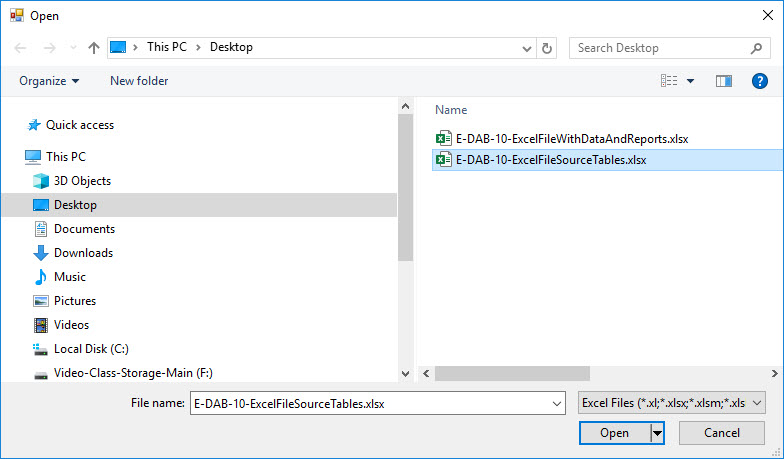 Open
This PC > Desktop
Search Desktop
Organize
New folder
?
Quick access
This PC
3D Objects
Desktop
Documents
Downloads
Music
Pictures
Videos
Local Disk (C:)
Video-Class-Storage-Main (F:)
Name
E-DAB-10-ExcelFileWithDataAndReports.xlsx
E-DAB-10-ExcelFileSourceTables.xlsx
File name: E-DAB-10-ExcelFileSourceTables.xlsx
Excel Files (*.xl;*.xlsx;*.xlsm;*.xls
Open
Cancel